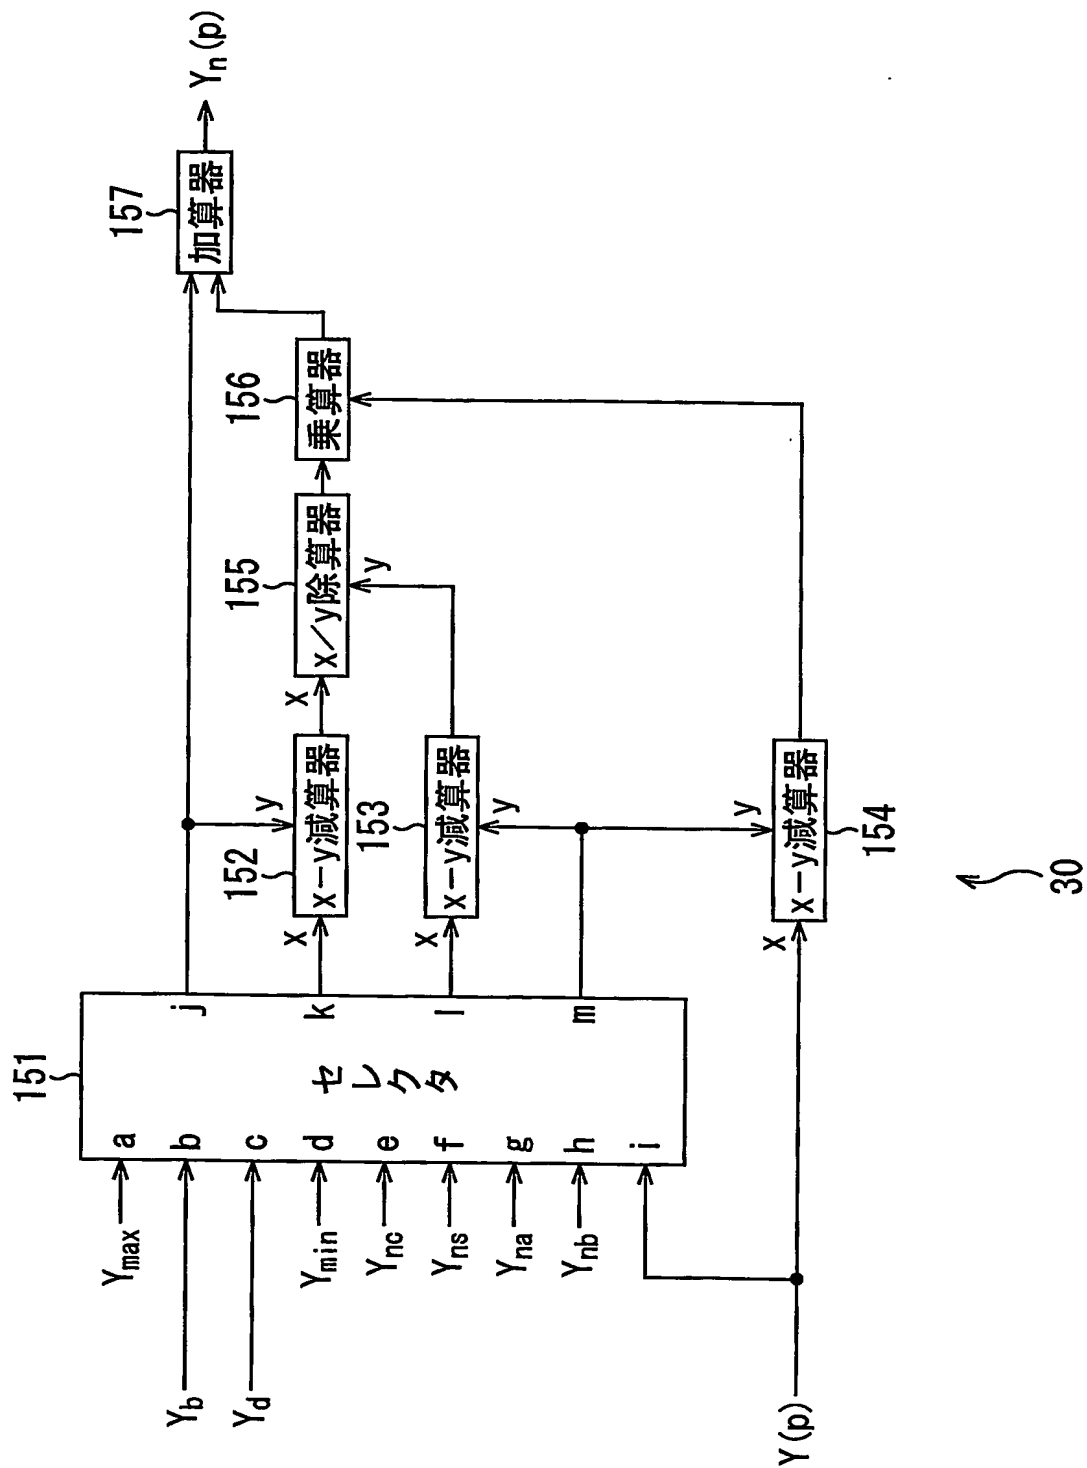 151
セレクタ
Ymax
a
Yb
b
Yd
c
Ymin
d
Ync
e
Yns
f
Yna
g
Ynb
h
i
Y(p)
j
k
l
m
152
x
y
x−y減算器
153
x
y
x−y減算器
154
x
y
x−y減算器
155
x
y
x/y除算器
156
乗算器
157
加算器
Yn(p)
30